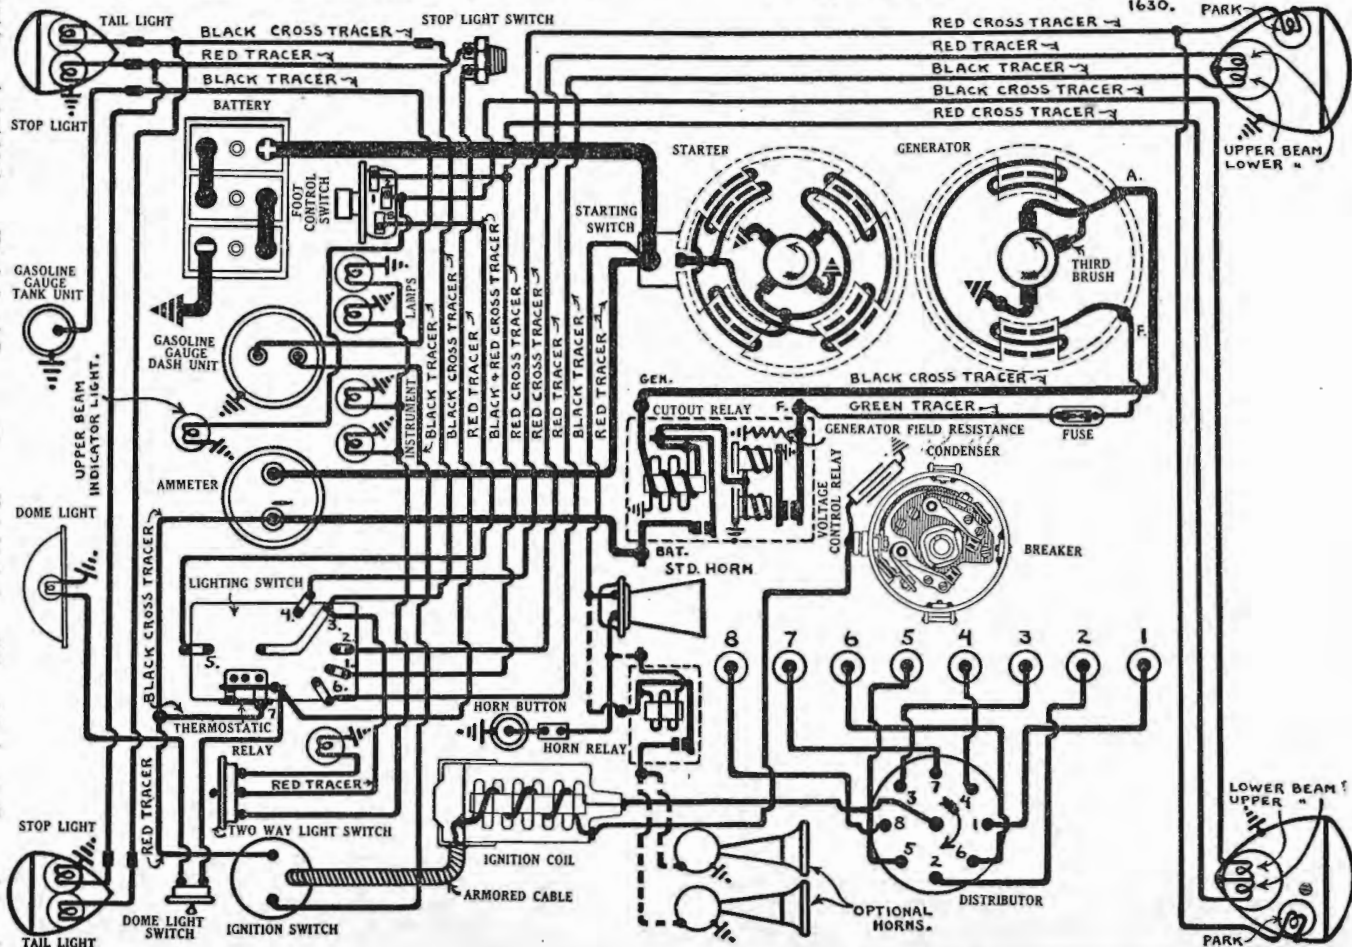 1630.
TAIL LIGHT
BLACK CROSS TRACER
STOP LIGHT SWITCH
RED CROSS TRACER
PARK
RED TRACER
RED TRACER
BLACK TRACER
BLACK TRACER
BLACK CROSS TRACER
BATTERY
RED CROSS TRACER
STOP LIGHT
STARTER
GENERATOR
UPPER BEAM
LOWER "
A.
FOOT
CONTROL
SWITCH
STARTING
SWITCH
THIRD
BRUSH
GASOLINE
GAUGE
TANK UNIT
LAMPS
GASOLINE
GAUGE
DASH UNIT
F.
BLACK TRACER
BLACK CROSS TRACER
RED TRACER
BLACK + RED CROSS TRACER
RED CROSS TRACER
RED CROSS TRACER
RED TRACER
BLACK TRACER
RED TRACER
GEN.
BLACK CROSS TRACER
CUTOUT RELAY
F.
GREEN TRACER
FUSE
GENERATOR FIELD RESISTANCE
UPPER BEAM
INDICATOR LIGHT.
INSTRUMENT
CONDENSER
AMMETER
VOLTAGE
CONTROL RELAY
DOME LIGHT
BREAKER
BAT.
STD. HORN
BLACK CROSS TRACER
LIGHTING SWITCH
4.
3.
2
1
5.
6.
7
8 7 6 5 4 3 2 1
THERMOSTATIC
RELAY
HORN BUTTON
HORN RELAY
RED TRACER
RED TRACER
7
3
4
8
1
5
2
6
LOWER BEAM
UPPER "
STOP LIGHT
TWO WAY LIGHT SWITCH
IGNITION COIL
ARMORED CABLE
DISTRIBUTOR
OPTIONAL
HORNS.
DOME LIGHT
SWITCH
IGNITION SWITCH
TAIL LIGHT
PARK